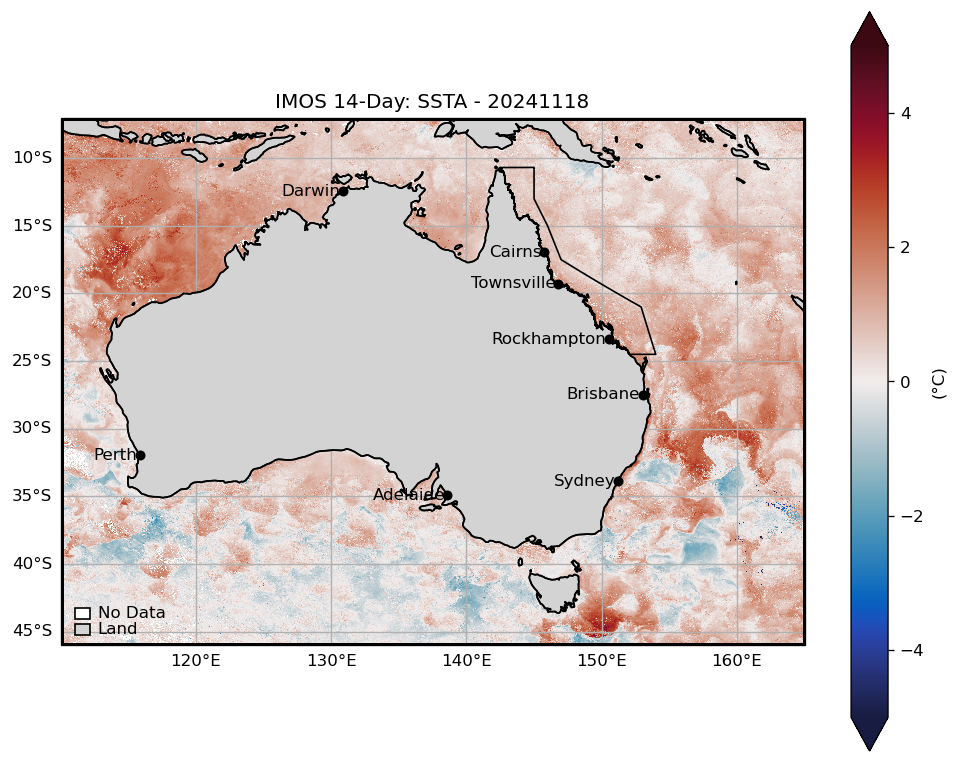 IMOS 14-Day: SSTA - 20241118
10°S
15°S
20°S
25°S
30°S
35°S
40°S
45°S
Darwin
Cairns
Townsville
Rockhampton
Brisbane
Perth
Sydney
Adelaide
No Data
Land
120°E 130°E 140°E 150°E 160°E
4
2
0
−2
−4
(°C)